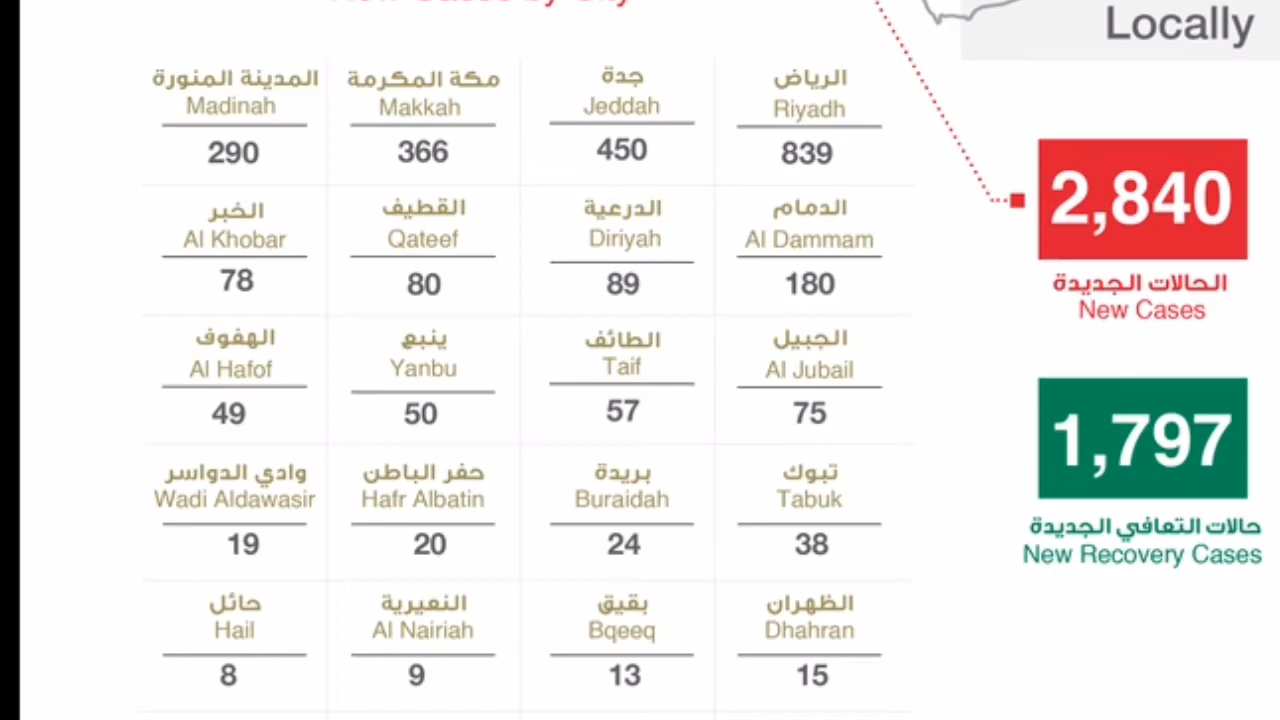 New Cases by City
Locally
المدينة المنورة
Madinah
290
مكة المكرمة
Makkah
366
جدة
Jeddah
450
الرياض
Riyadh
839
الخبر
Al Khobar
78
القطيف
Qateef
80
الدرعية
Diriyah
89
الدمام
Al Dammam
180
الهفوف
Al Hafof
49
ينبع
Yanbu
50
الطائف
Taif
57
الجبيل
Al Jubail
75
وادي الدواسر
Wadi Aldawasir
19
حفر الباطن
Hafr Albatin
20
بريدة
Buraidah
24
تبوك
Tabuk
38
حائل
Hail
8
النعيرية
Al Nairiah
9
بقيق
Bqeeq
13
الظهران
Dhahran
15
2,840
الحالات الجديدة
New Cases
1,797
حالات التعافي الجديدة
New Recovery Cases